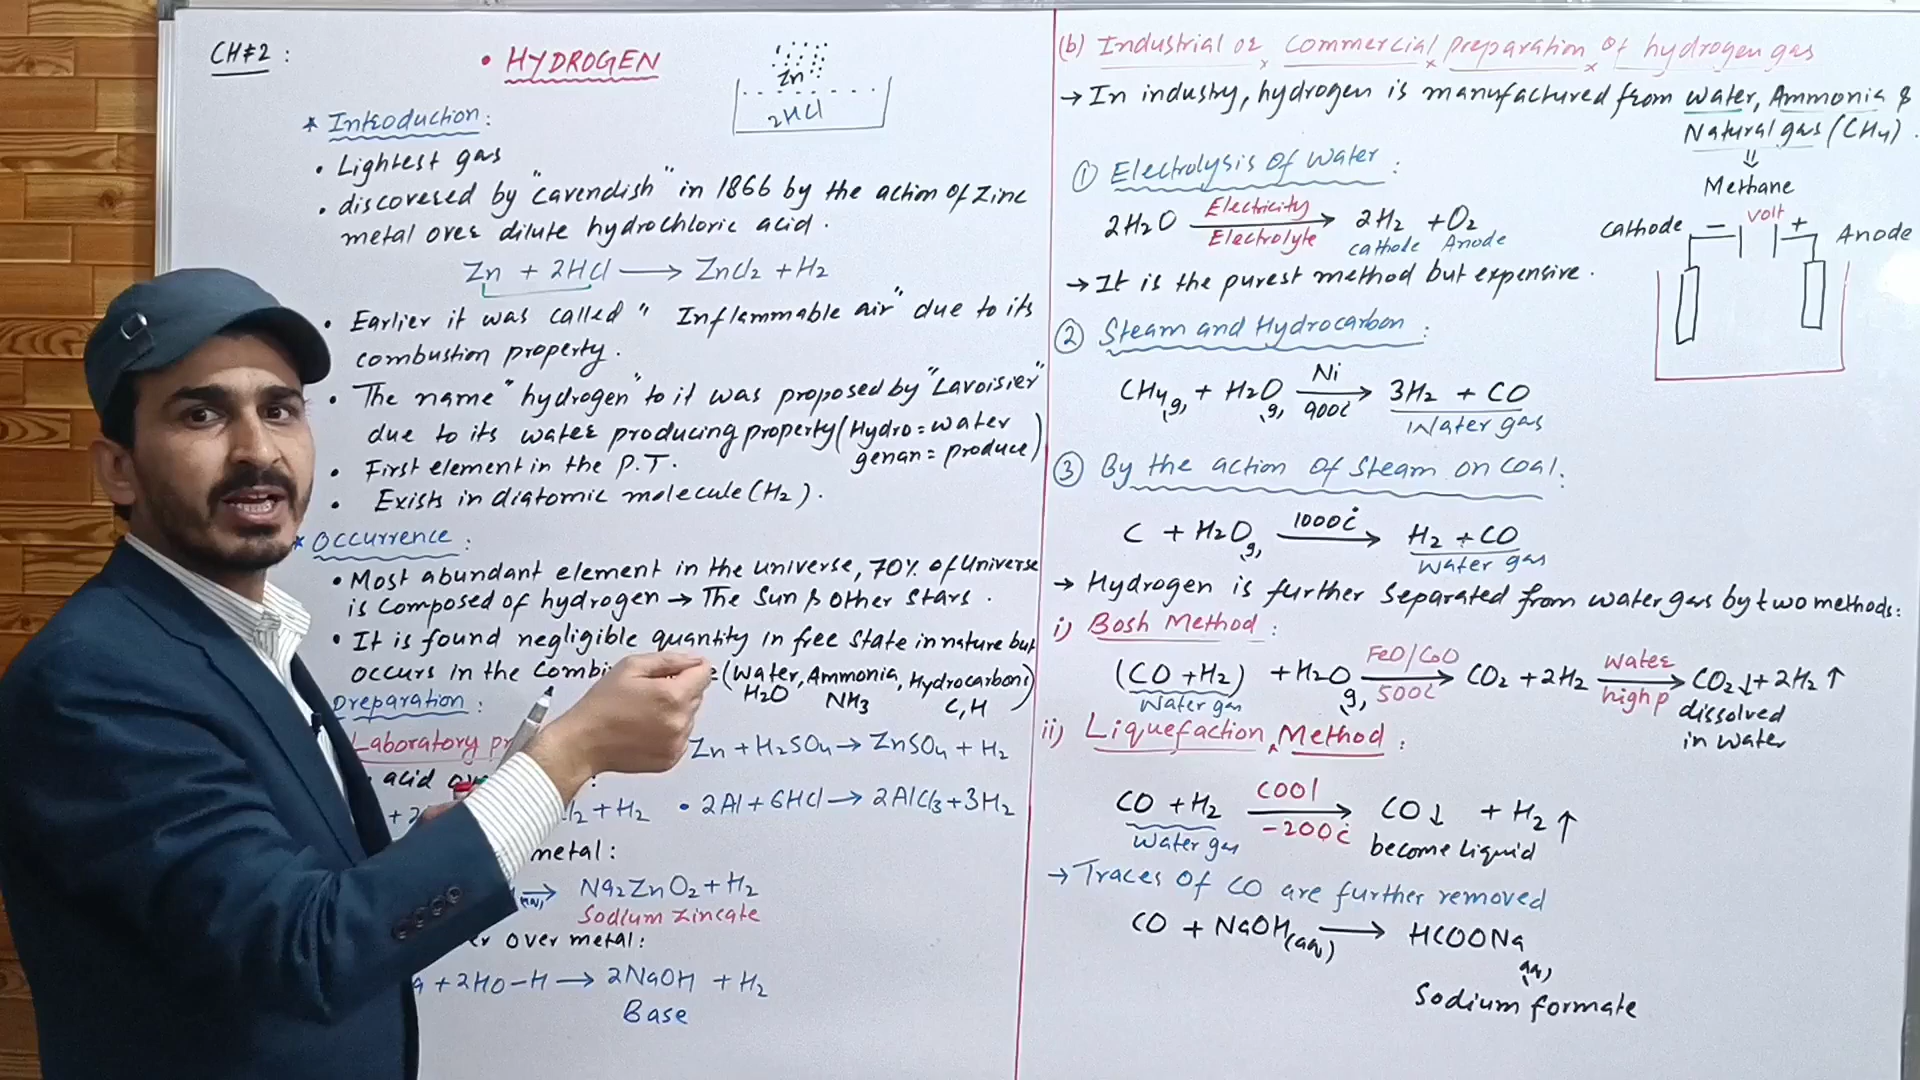 CH#2 :
• HYDROGEN
Zn
2HCl
* Introduction:
• Lightest gas
• discovered by "Cavendish" in 1866 by the action of zinc
metal over dilute hydrochloric acid.
Zn + 2HCl → ZnCl2 + H2
• Earlier it was called " Inflammable air" due to its
combustion property.
• The name "hydrogen" to it was proposed by "Lavoisier"
due to its water producing property (Hydro = water
genan = produce)
• First element in the P.T.
• Exists in diatomic molecule (H2).
* Occurrence:
• Most abundant element in the universe, 70% of Universe
is composed of hydrogen → The Sun & other stars.
• It is found negligible quantity in free state in nature but
occurs in the (Water, Ammonia, Hydrocarbons)
H2O NH3 C,H
preparation:
Laboratory
Zn + H2SO4 → ZnSO4 + H2
acid
+ H2 • 2Al + 6HCl → 2AlCl3 + 3H2
metal:
→ Na2ZnO2 + H2
Sodium zincate
over metal:
+ 2HO-H → 2NaOH + H2
Base
(b) Industrial or Commercial preparation of hydrogen gas
→ In industry, hydrogen is manufactured from water, Ammonia &
Natural gas (CH4).
⇓
Methane
① Electrolysis of water:
2H2O Electricity → Electrolyte 2H2 + O2
cathode Anode
Cathode - volt + Anode
→ It is the purest method but expensive.
② Steam and Hydrocarbon:
CH4(g) + H2O(g) Ni → 900°C 3H2 + CO
Water gas
③ By the action of Steam on Coal:
C + H2O(g) 1000°C → H2 + CO
Water gas
→ Hydrogen is further separated from water gas by two methods:
i) Bosh Method:
(CO + H2) + H2O(g) FeO/CoO → 500°C CO2 + 2H2 Water → high p CO2↓ + 2H2↑
Water gas dissolved
in water
ii) Liquefaction Method:
CO + H2 COOl → -200°C CO↓ + H2↑
Water gas become liquid
→ Traces of CO are further removed
CO + NaOH(aq) → HCOONa(aq)
Sodium formate